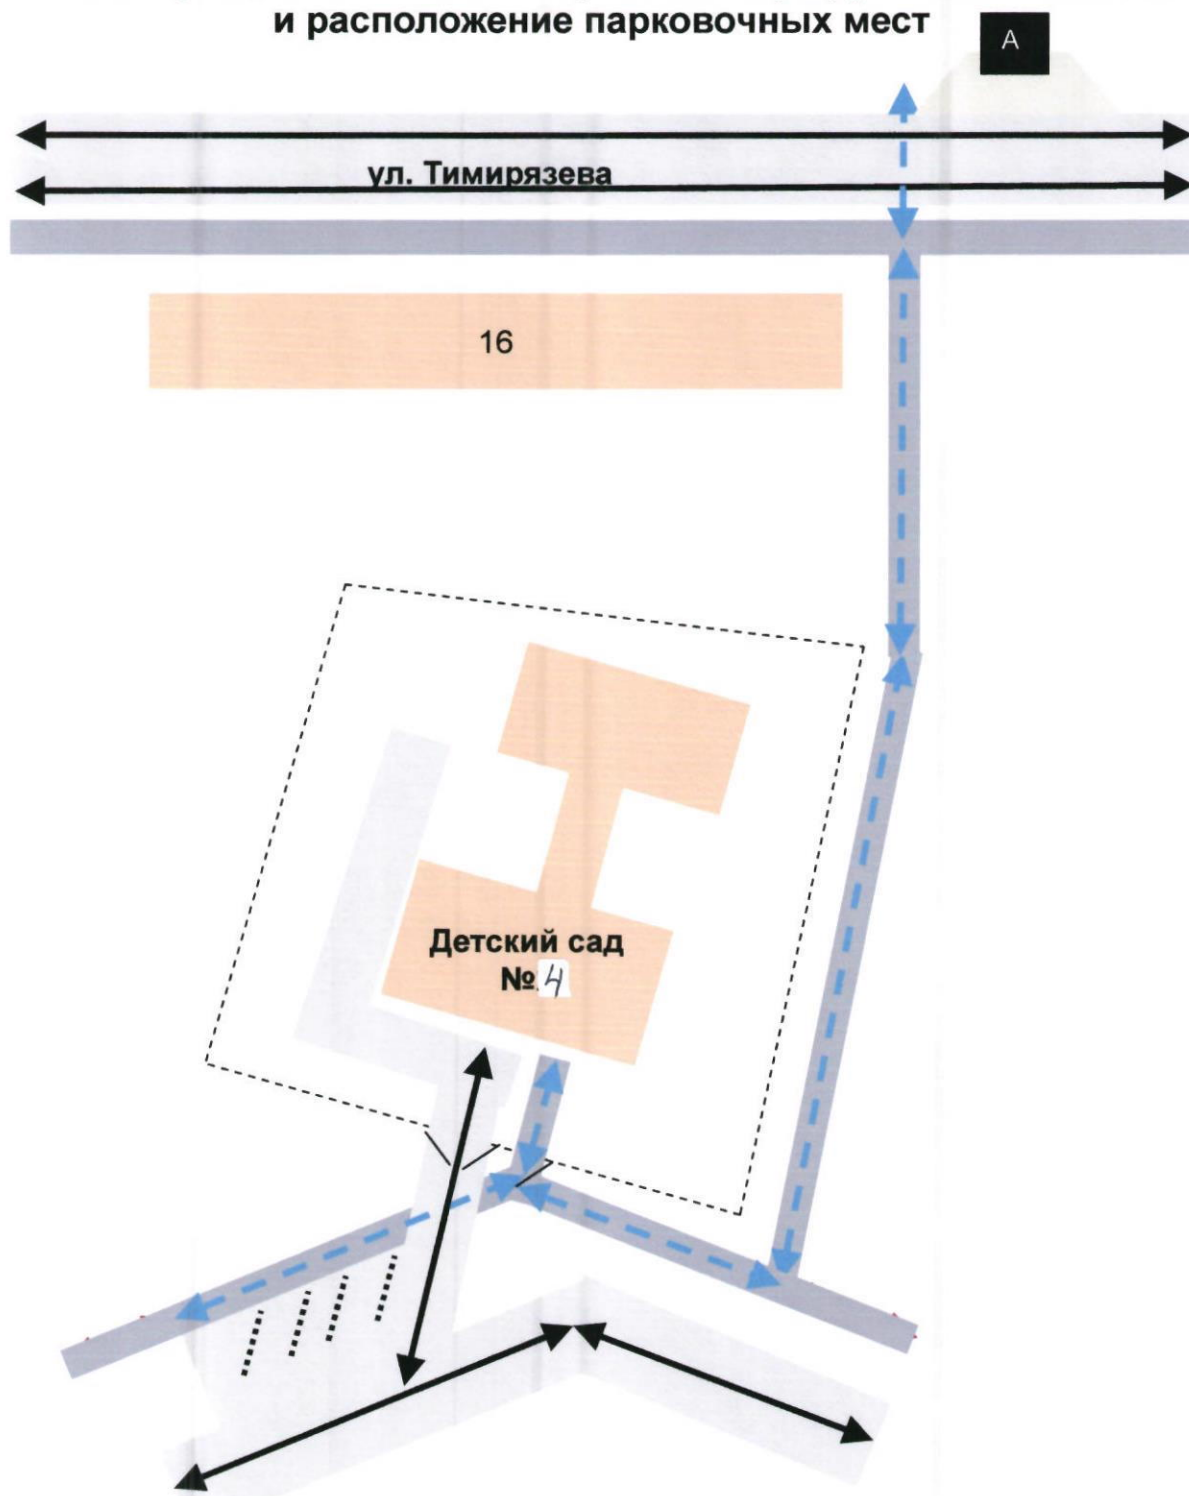 и расположение парковочных мест
А
ул. Тимирязева
16
Детский сад
№ 4